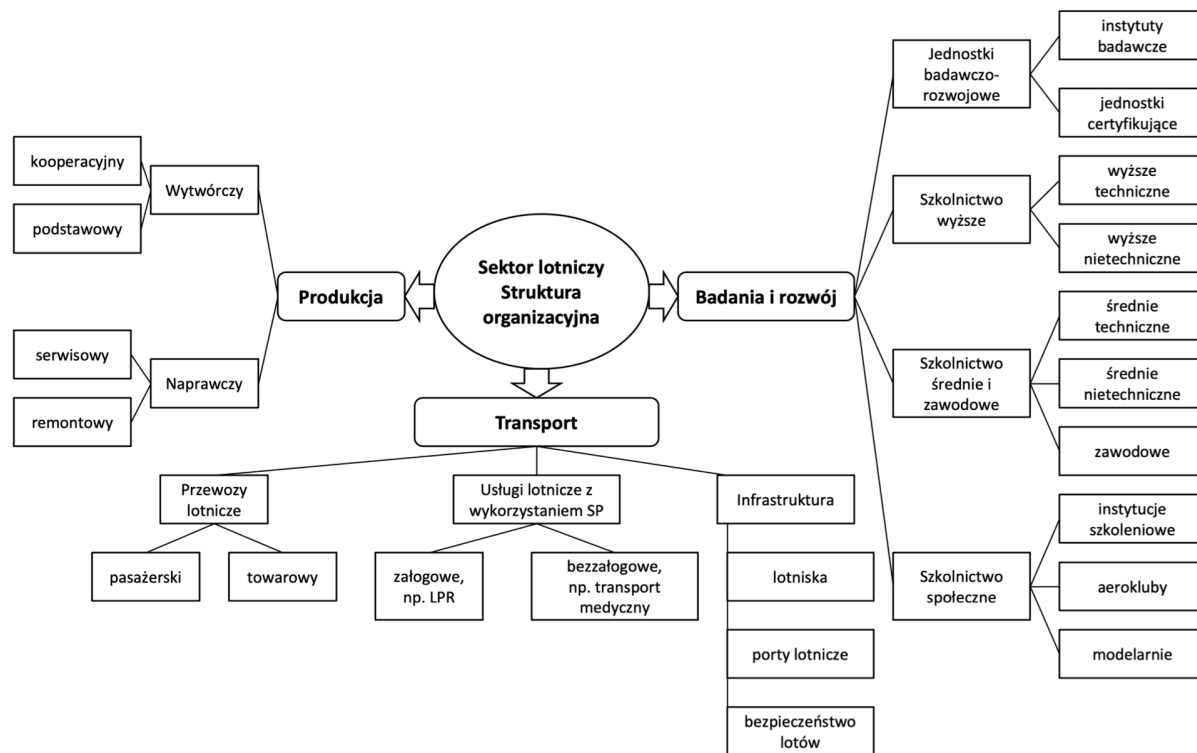 Sektor lotniczy
Struktura
organizacyjna
Produkcja
Wytwórczy
kooperacyjny
podstawowy
Naprawczy
serwisowy
remontowy
Transport
Przewozy
lotnicze
pasażerski
towarowy
Usługi lotnicze z
wykorzystaniem SP
załogowe,
np. LPR
bezzałogowe,
np. transport
medyczny
Infrastruktura
lotniska
porty lotnicze
bezpieczeństwo
lotów
Badania i rozwój
Jednostki
badawczo-
rozwojowe
instytuty
badawcze
jednostki
certyfikujące
Szkolnictwo
wyższe
wyższe
techniczne
wyższe
nietechniczne
Szkolnictwo
średnie i
zawodowe
średnie
techniczne
średnie
nietechniczne
zawodowe
Szkolnictwo
społeczne
instytucje
szkoleniowe
aerokluby
modelarnie